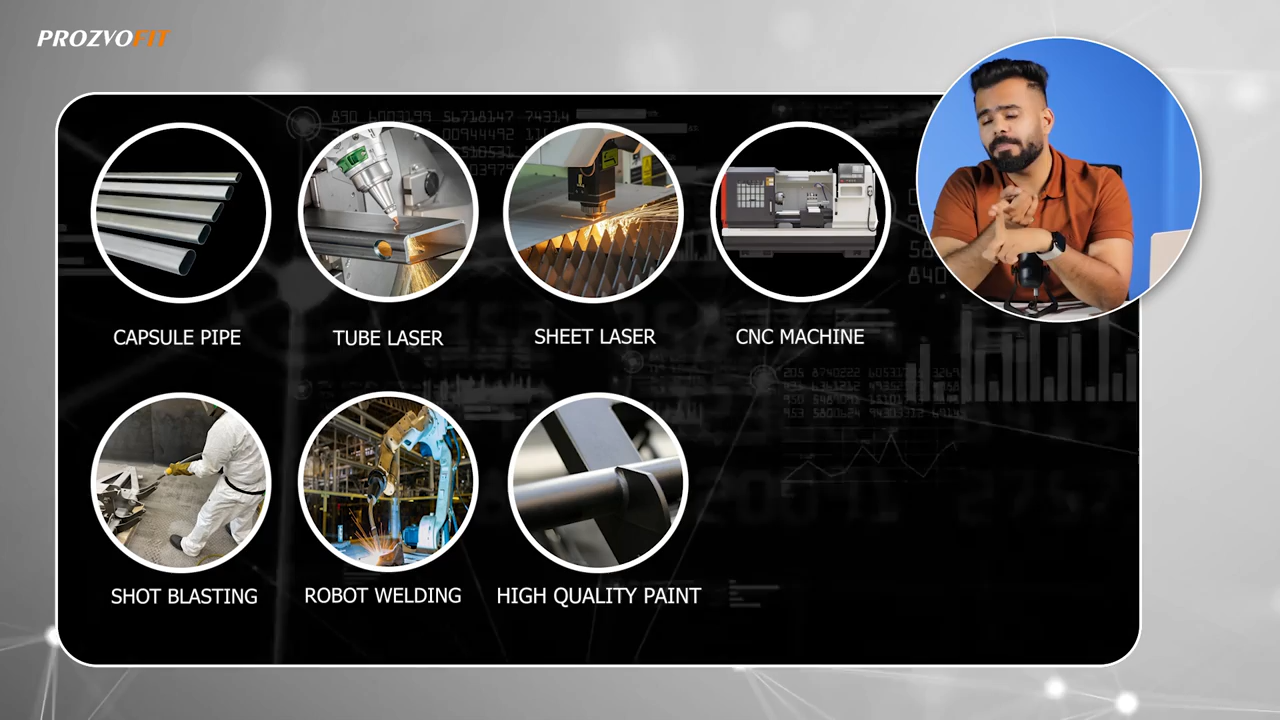 PROZVOFIT
CAPSULE PIPE
TUBE LASER
SHEET LASER
CNC MACHINE
SHOT BLASTING
ROBOT WELDING
HIGH QUALITY PAINT